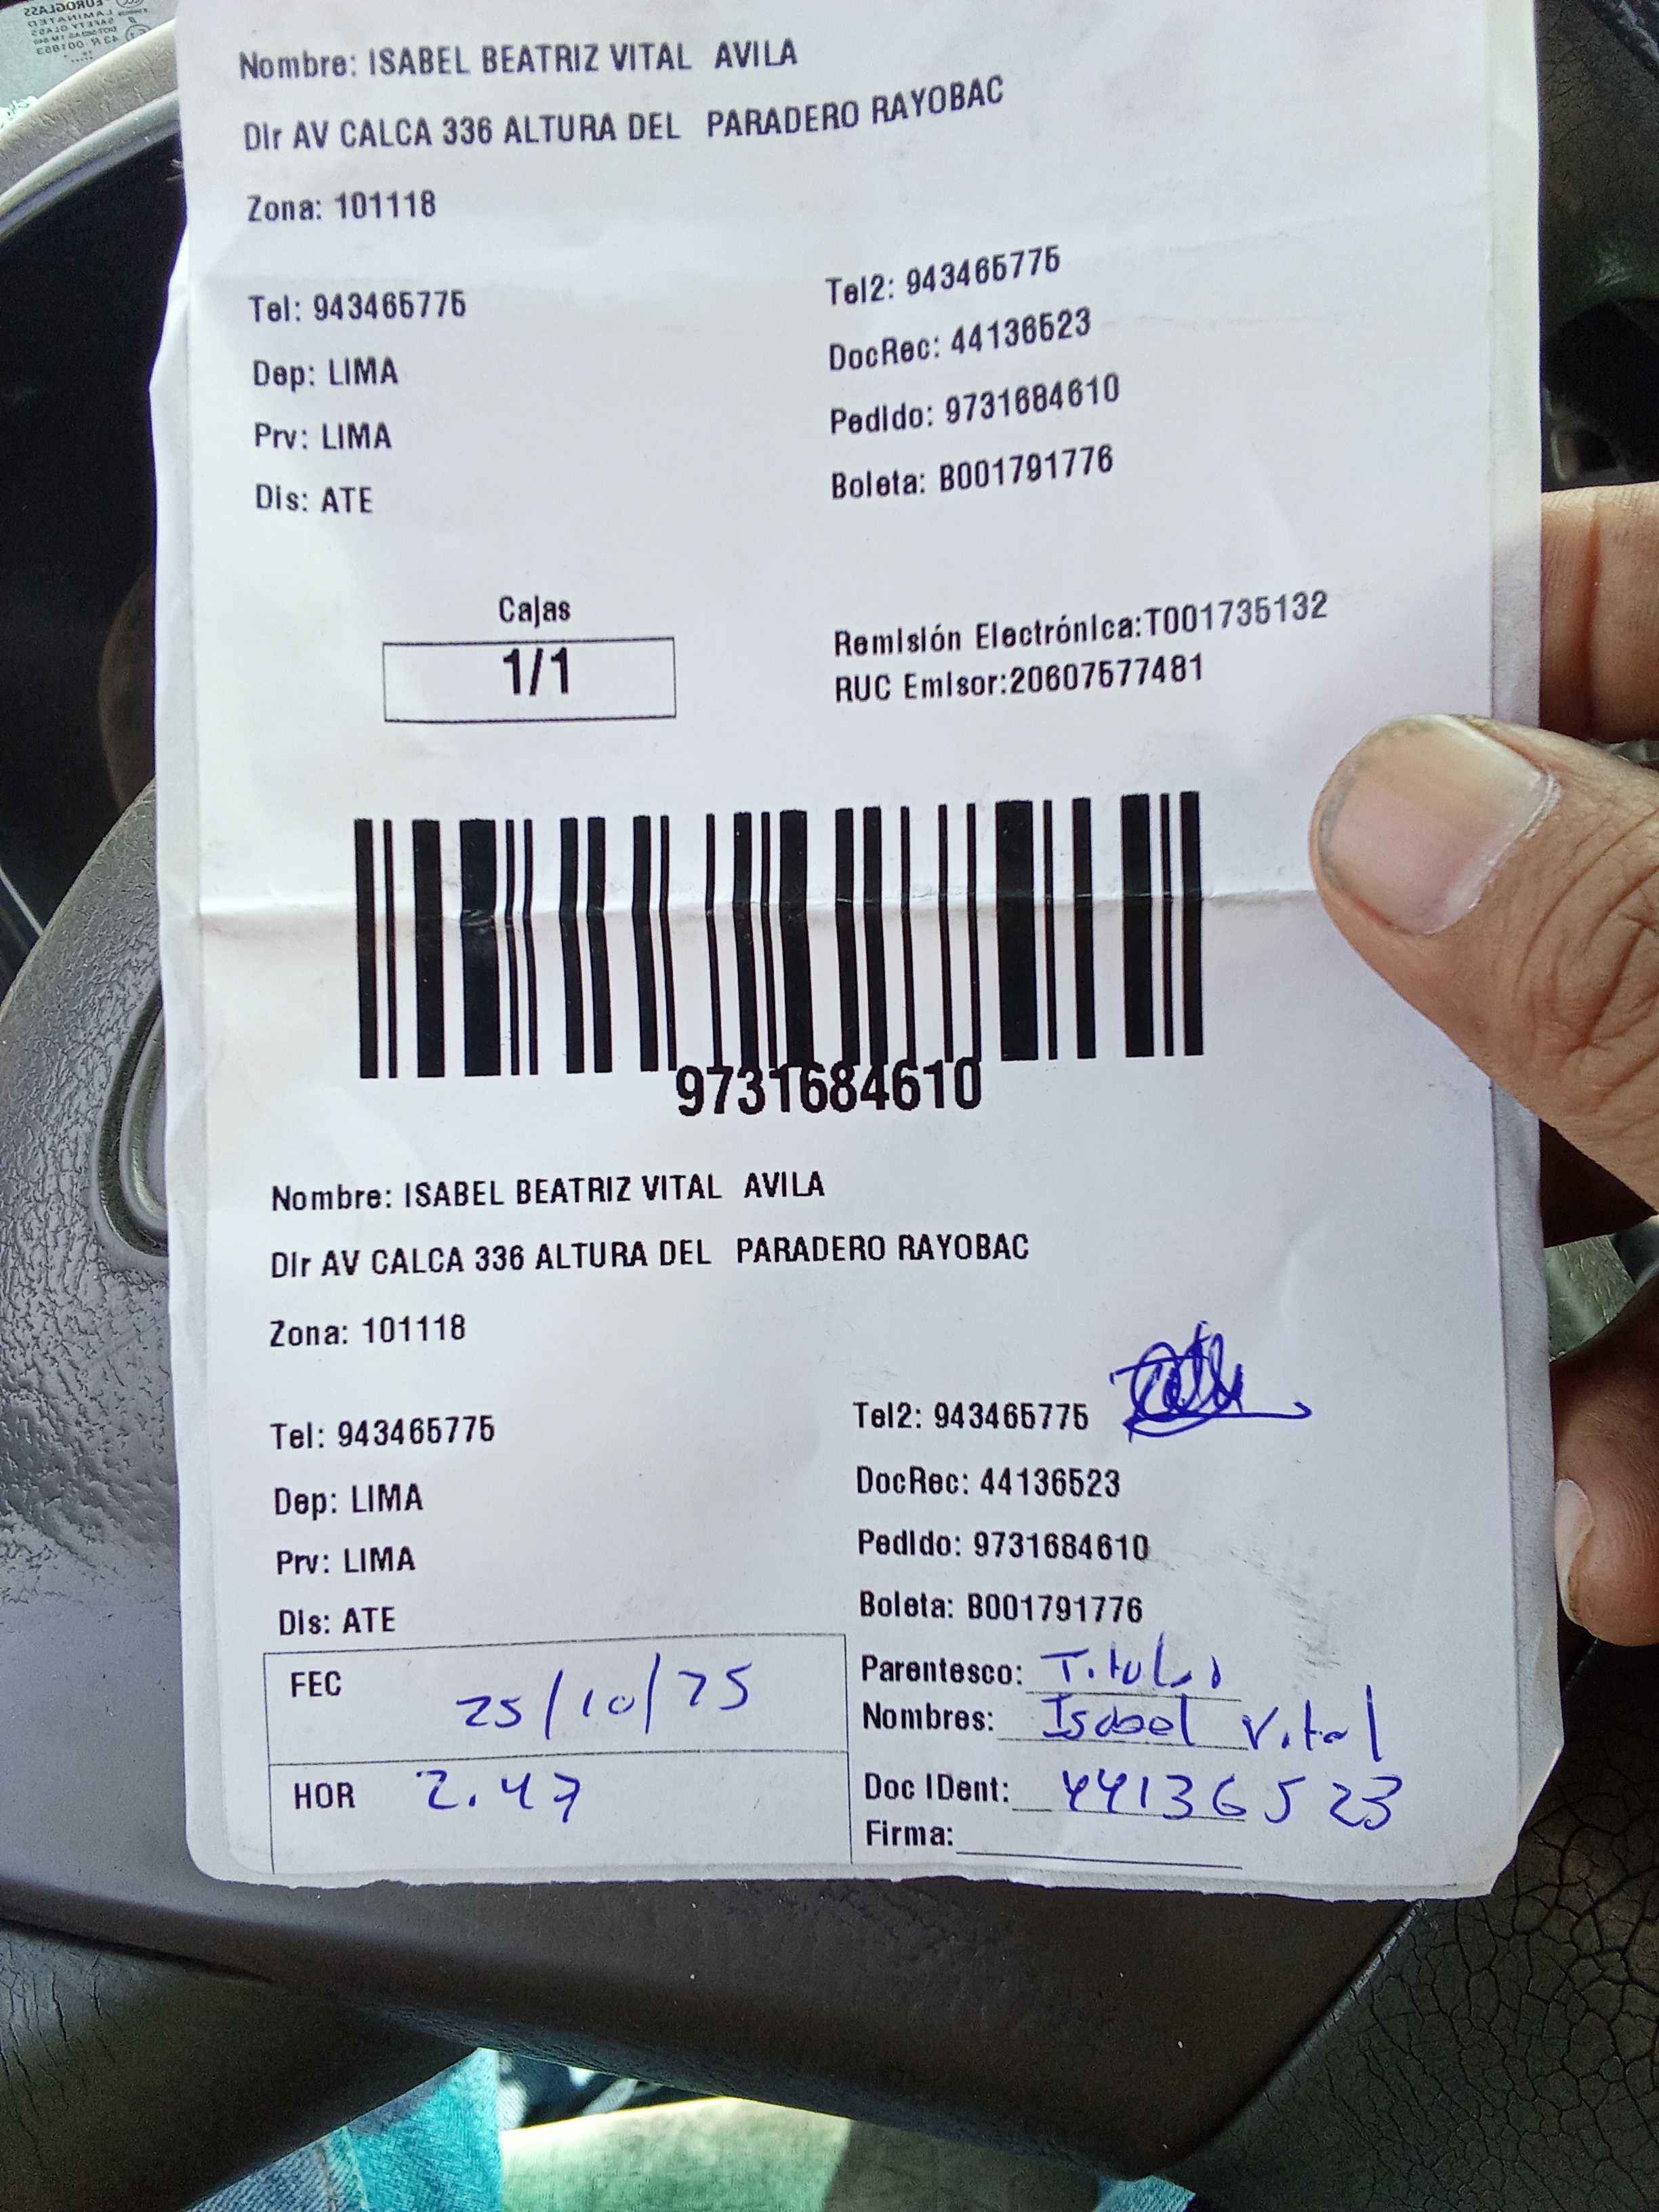 Nombre: ISABEL BEATRIZ VITAL AVILA
Dir AV CALCA 336 ALTURA DEL PARADERO RAYOBAC
Zona: 101118
Tel: 943465775
Tel2: 943465775
Dep: LIMA
DocRec: 44136523
Prv: LIMA
Pedido: 9731684610
Dis: ATE
Boleta: B001791776
Cajas
1/1
Remisión Electrónica:T001735132
RUC Emisor:20607577481
9731684610
Nombre: ISABEL BEATRIZ VITAL AVILA
Dir AV CALCA 336 ALTURA DEL PARADERO RAYOBAC
Zona: 101118
Tel: 943465775
Tel2: 943465775
Dep: LIMA
DocRec: 44136523
Prv: LIMA
Pedido: 9731684610
Dis: ATE
Boleta: B001791776
FEC 25/10/25
Parentesco: Titular
Nombres: Isabel Vital
HOR 2.47
Doc IDent: 44136523
Firma: